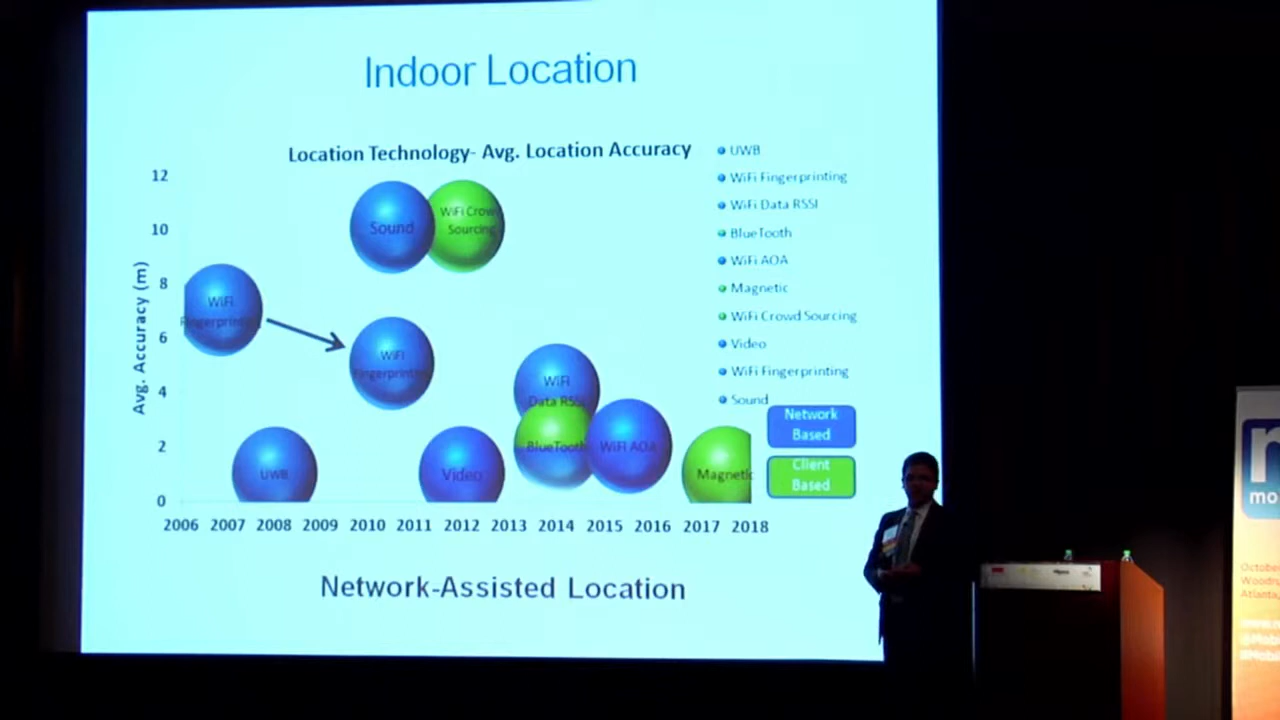 Indoor Location
Location Technology- Avg. Location Accuracy
Avg. Accuracy (m)
12
10
8
6
4
2
0
2006 2007 2008 2009 2010 2011 2012 2013 2014 2015 2016 2017 2018
Sound
WiFi Crowd
Sourcing
WiFi
Fingerprinting
WiFi
Fingerprinting
WiFi
Data RSSI
BlueTooth
WiFi AOA
UWB
Video
Magnetic
UWB
WiFi Fingerprinting
WiFi Data RSSI
BlueTooth
WiFi AOA
Magnetic
WiFi Crowd Sourcing
Video
WiFi Fingerprinting
Sound
Network
Based
Client
Based
Network-Assisted Location
mo
October
Atlanta,